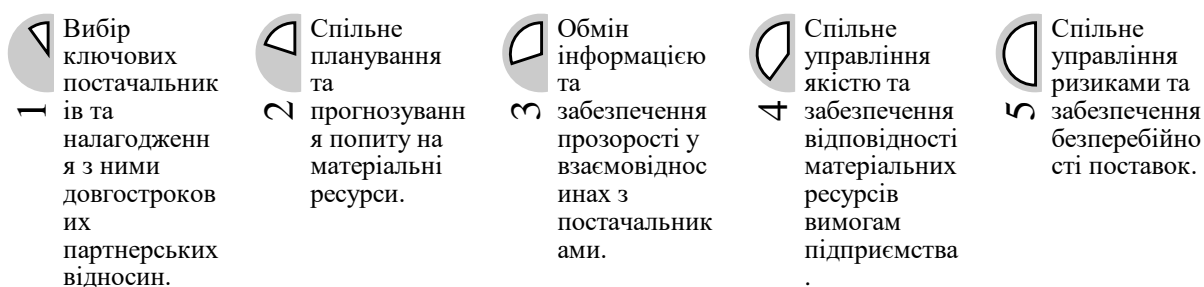 1
Вибір
ключових
постачальник
ів та
налагодженн
я з ними
довгостроков
их
партнерських
відносин.
2
Спільне
планування
та
прогнозуванн
я попиту на
матеріальні
ресурси.
3
Обмін
інформацією
та
забезпечення
прозорості у
взаємовіднос
инах з
постачальник
ами.
4
Спільне
управління
якістю та
забезпечення
відповідності
матеріальних
ресурсів
вимогам
підприємства
.
5
Спільне
управління
ризиками та
забезпечення
безперебійно
сті поставок.